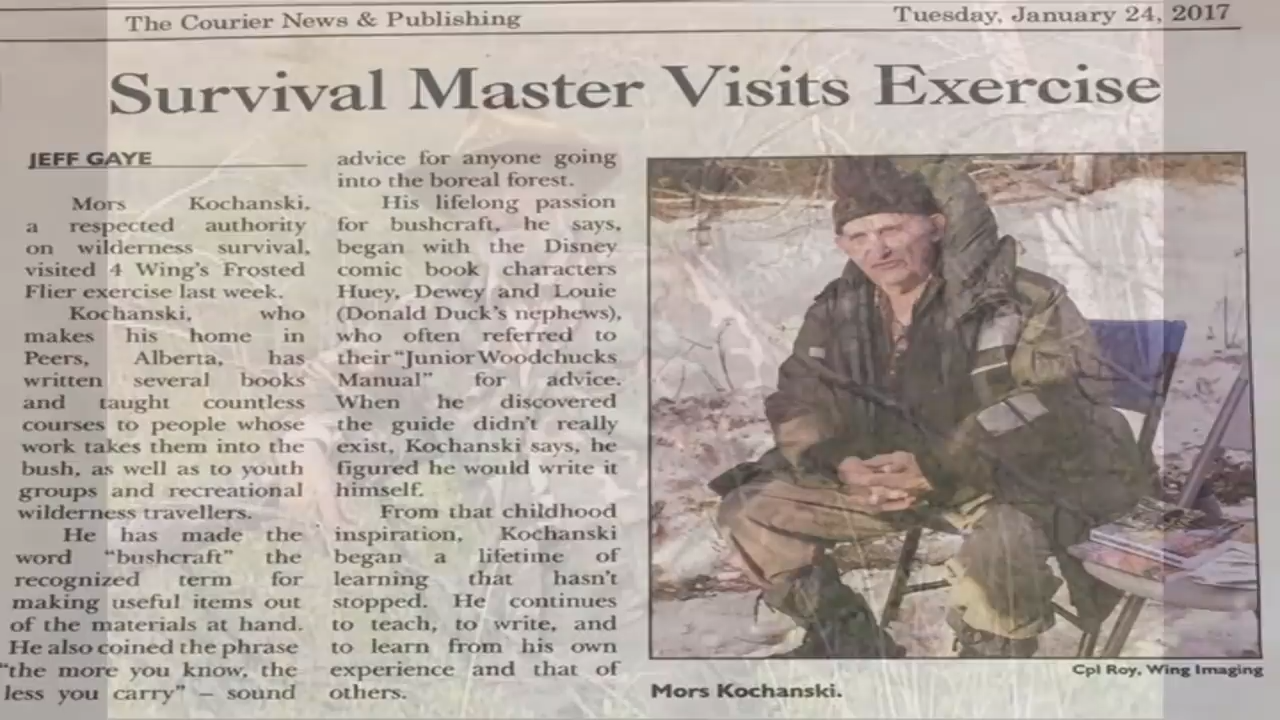 The Courier News & Publishing
Tuesday, January 24, 2017
Survival Master Visits Exercise
JEFF GAYE
Mors Kochanski,
a respected authority
on wilderness survival,
visited 4 Wing's Frosted
Flier exercise last week.
Kochanski, who
makes his home in
Peers, Alberta, has
written several books
and taught countless
courses to people whose
work takes them into the
bush, as well as to youth
groups and recreational
wilderness travellers.
He has made the
word "bushcraft" the
recognized term for
making useful items out
of the materials at hand.
He also coined the phrase
"the more you know, the
less you carry" – sound
advice for anyone going
into the boreal forest.
His lifelong passion
for bushcraft, he says,
began with the Disney
comic book characters
Huey, Dewey and Louie
(Donald Duck's nephews),
who often referred to
their "Junior Woodchucks
Manual" for advice.
When he discovered
the guide didn't really
exist, Kochanski says, he
figured he would write it
himself.
From that childhood
inspiration, Kochanski
began a lifetime of
learning that hasn't
stopped. He continues
to teach, to write, and
to learn from his own
experience and that of
others.
Cpl Roy, Wing Imaging
Mors Kochanski.